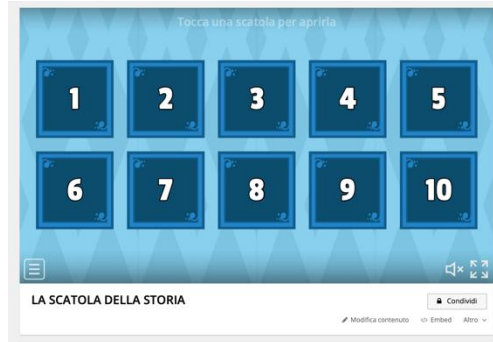 Tocca una scatola per aprirla
1 2 3 4 5
6 7 8 9 10
LA SCATOLA DELLA STORIA
Condividi
Modifica contenuto </> Embed Altro